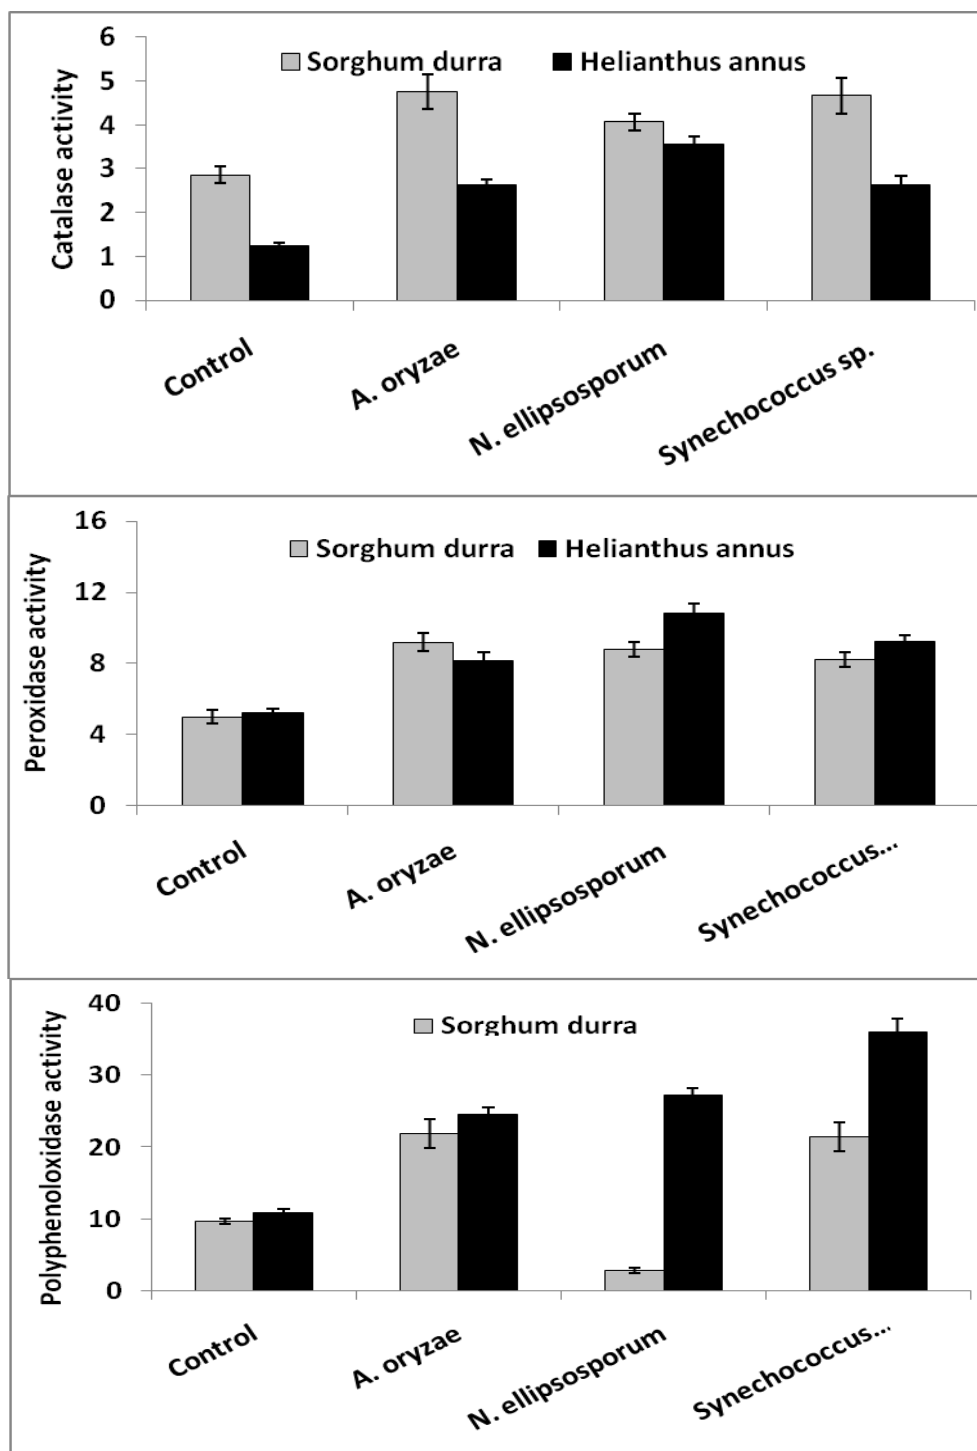 Catalase activity
6
5
4
3
2
1
0
Sorghum durra
Helianthus annus
Control
A. oryzae
N. ellipsosporum
Synechococcus sp.
Peroxidase activity
16
12
8
4
0
Sorghum durra
Helianthus annus
Control
A. oryzae
N. ellipsosporum
Synechococcus...
Polyphenoloxidase activity
40
30
20
10
0
Sorghum durra
Control
A. oryzae
N. ellipsosporum
Synechococcus...